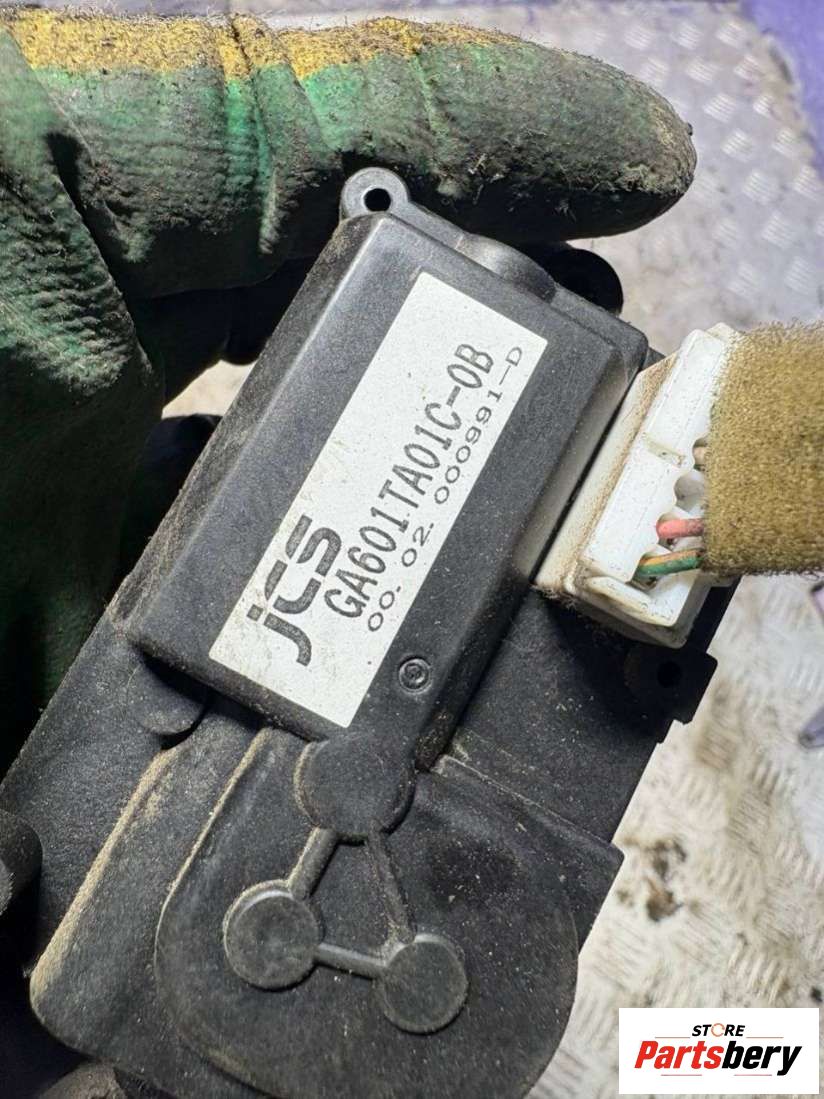 jCS
GA601TA01C-0B
00. 02. 000991-D
STORE
Partsbery